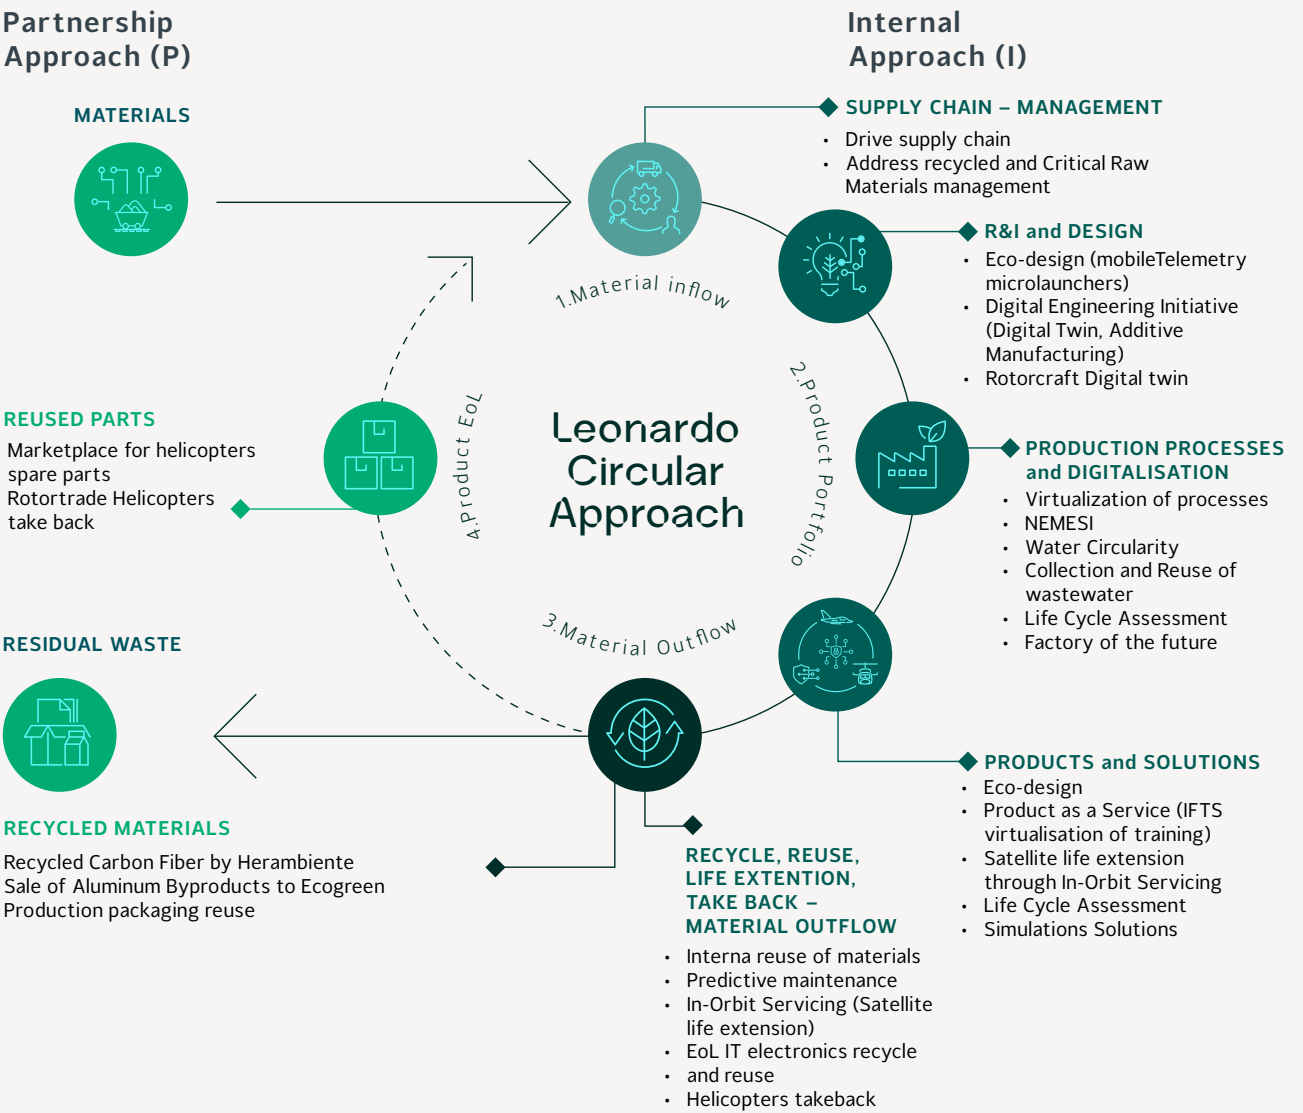 Partnership
Approach (P)
Internal
Approach (I)
MATERIALS
SUPPLY CHAIN – MANAGEMENT
• Drive supply chain
• Address recycled and Critical Raw
Materials management
R&I and DESIGN
• Eco-design (mobileTelemetry
microlaunchers)
• Digital Engineering Initiative
(Digital Twin, Additive
Manufacturing)
• Rotorcraft Digital twin
1.Material inflow
2.Product Portfolio
3.Material Outflow
4.Product EoL
Leonardo
Circular
Approach
REUSED PARTS
Marketplace for helicopters
spare parts
Rotortrade Helicopters
take back
PRODUCTION PROCESSES
and DIGITALISATION
• Virtualization of processes
• NEMESI
• Water Circularity
• Collection and Reuse of
wastewater
• Life Cycle Assessment
• Factory of the future
RESIDUAL WASTE
PRODUCTS and SOLUTIONS
• Eco-design
• Product as a Service (IFTS
virtualisation of training)
• Satellite life extension
through In-Orbit Servicing
• Life Cycle Assessment
• Simulations Solutions
RECYCLED MATERIALS
Recycled Carbon Fiber by Herambiente
Sale of Aluminum Byproducts to Ecogreen
Production packaging reuse
RECYCLE, REUSE,
LIFE EXTENTION,
TAKE BACK –
MATERIAL OUTFLOW
• Interna reuse of materials
• Predictive maintenance
• In-Orbit Servicing (Satellite
life extension)
• EoL IT electronics recycle
• and reuse
• Helicopters takeback